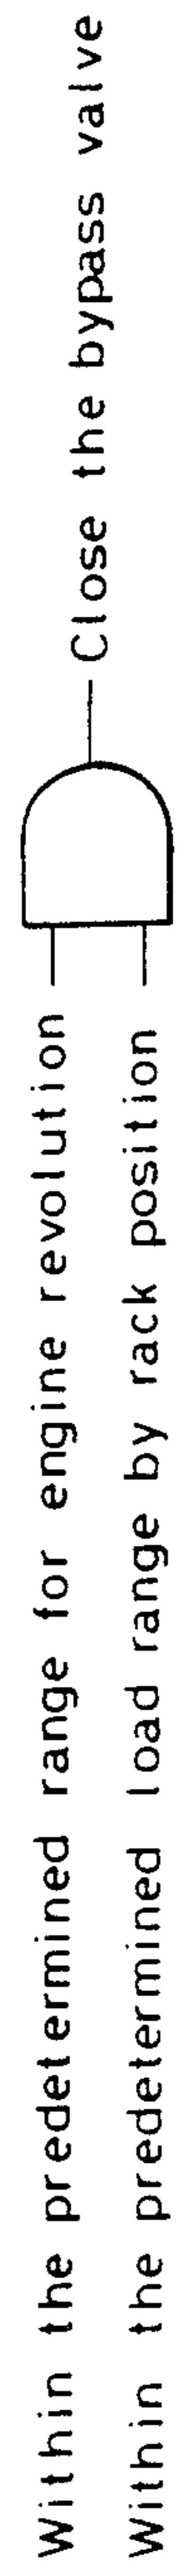 Within the predetermined range for engine revolution
Within the predetermined load range by rack position
Close the bypass valve